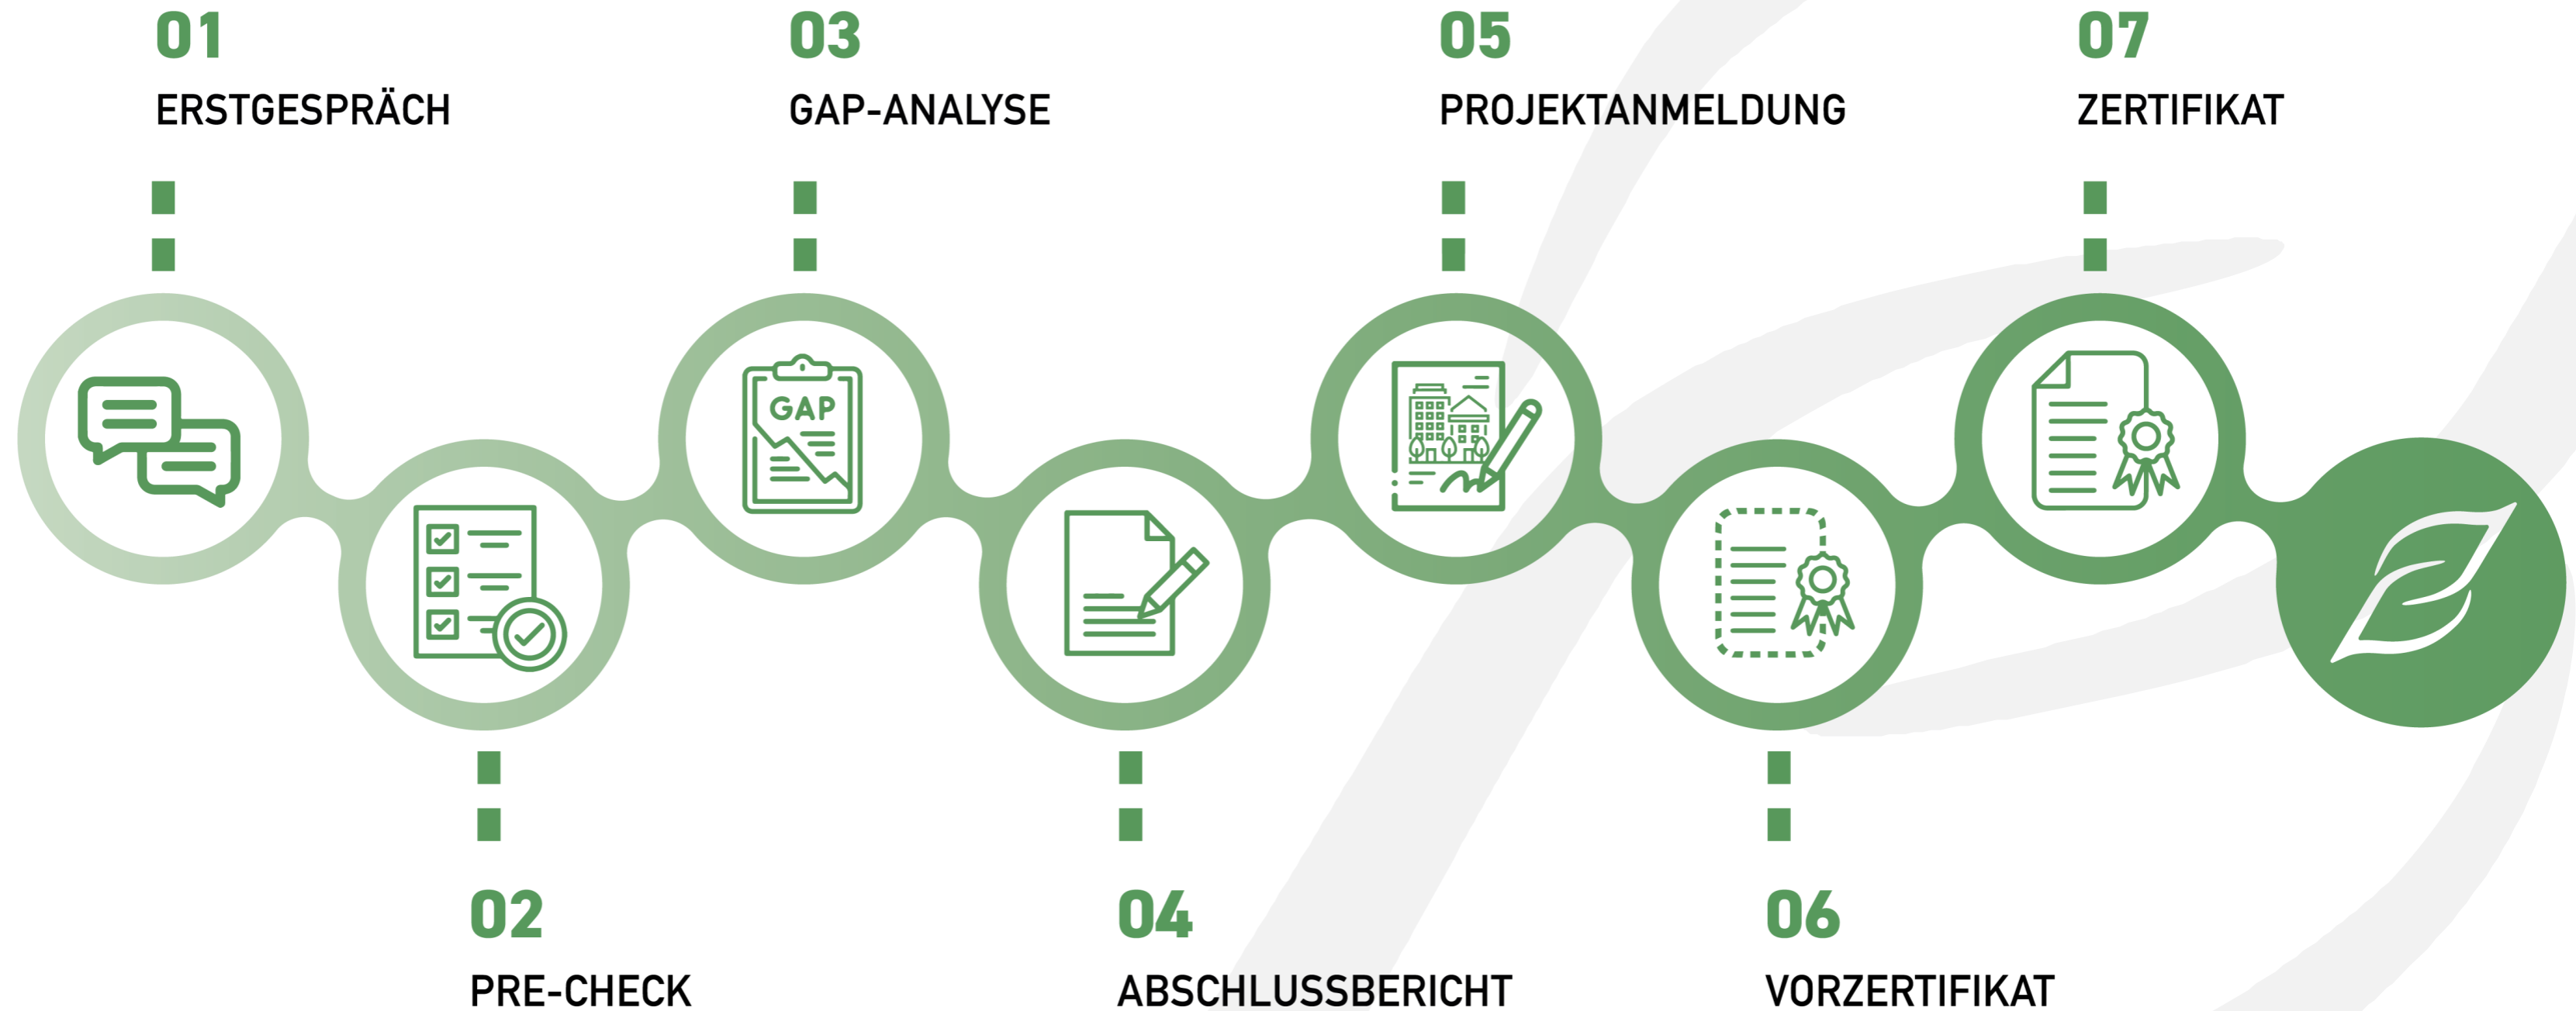 01
ERSTGESPRÄCH
03
GAP-ANALYSE
05
PROJEKTANMELDUNG
07
ZERTIFIKAT
GAP
02
PRE-CHECK
04
ABSCHLUSSBERICHT
06
VORZERTIFIKAT